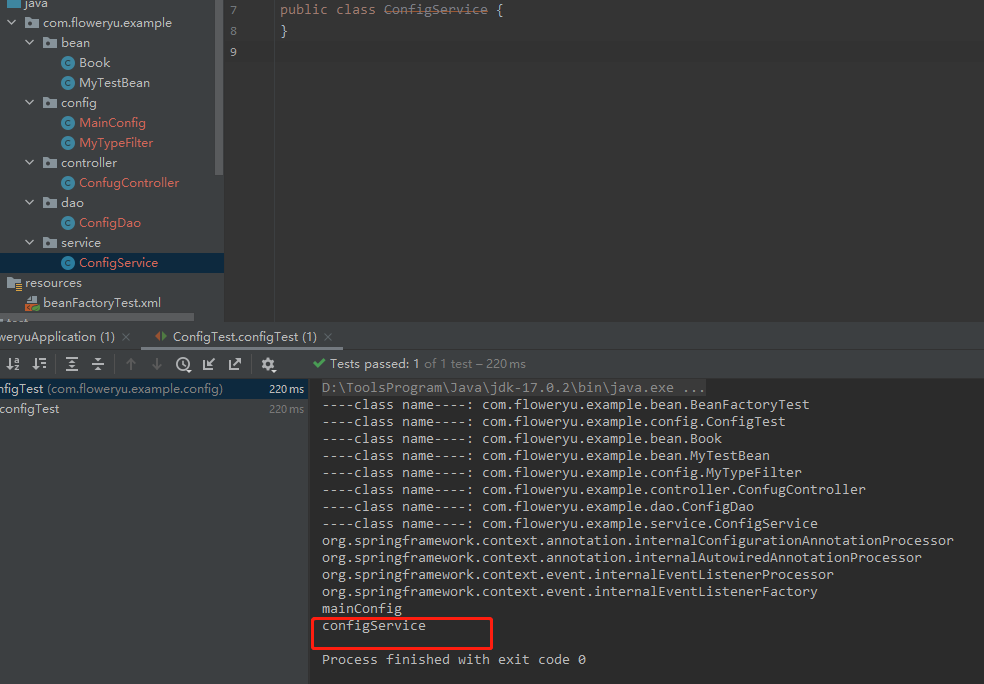 java
com.floweryu.example
bean
Book
MyTestBean
config
MainConfig
MyTypeFilter
controller
ConfugController
dao
ConfigDao
service
ConfigService
resources
beanFactoryTest.xml
7 public class ConfigService {
8 }
9
weryuApplication (1) ×
ConfigTest.configTest (1) ×
Tests passed: 1 of 1 test – 220 ms
nfigTest (com.floweryu.example.config) 220 ms
configTest 220 ms
D:\ToolsProgram\Java\jdk-17.0.2\bin\java.exe ...
----class name----: com.floweryu.example.bean.BeanFactoryTest
----class name----: com.floweryu.example.config.ConfigTest
----class name----: com.floweryu.example.bean.Book
----class name----: com.floweryu.example.bean.MyTestBean
----class name----: com.floweryu.example.config.MyTypeFilter
----class name----: com.floweryu.example.controller.ConfugController
----class name----: com.floweryu.example.dao.ConfigDao
----class name----: com.floweryu.example.service.ConfigService
org.springframework.context.annotation.internalConfigurationAnnotationProcessor
org.springframework.context.annotation.internalAutowiredAnnotationProcessor
org.springframework.context.event.internalEventListenerProcessor
org.springframework.context.event.internalEventListenerFactory
mainConfig
configService
Process finished with exit code 0